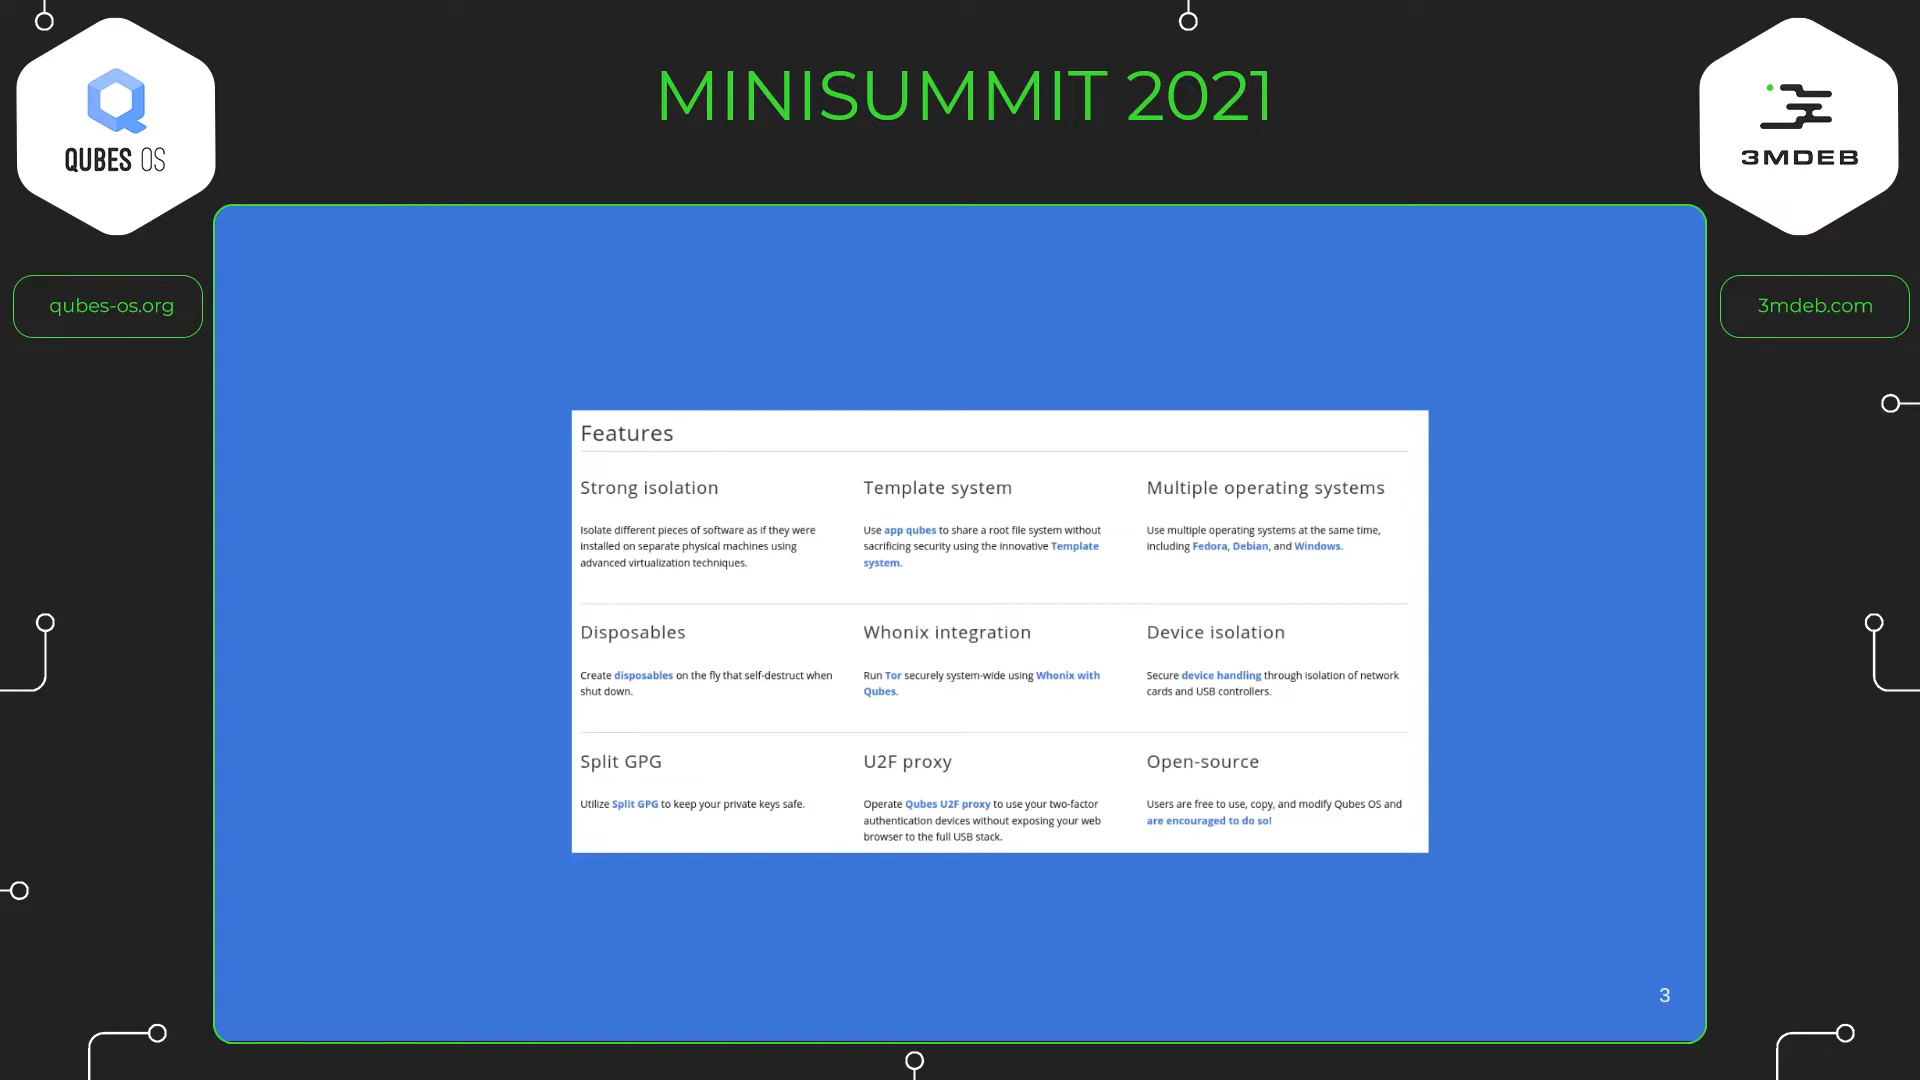 MINISUMMIT 2021
QUBES OS
3MDEB
qubes-os.org
3mdeb.com
Features
Strong isolation
Isolate different pieces of software as if they were
installed on separate physical machines using
advanced virtualization techniques.
Template system
Use app qubes to share a root file system without
sacrificing security using the innovative Template
system.
Multiple operating systems
Use multiple operating systems at the same time,
including Fedora, Debian, and Windows.
Disposables
Create disposables on the fly that self-destruct when
shut down.
Whonix integration
Run Tor securely system-wide using Whonix with
Qubes.
Device isolation
Secure device handling through isolation of network
cards and USB controllers.
Split GPG
Utilize Split GPG to keep your private keys safe.
U2F proxy
Operate Qubes U2F proxy to use your two-factor
authentication devices without exposing your web
browser to the full USB stack.
Open-source
Users are free to use, copy, and modify Qubes OS and
are encouraged to do so!
3